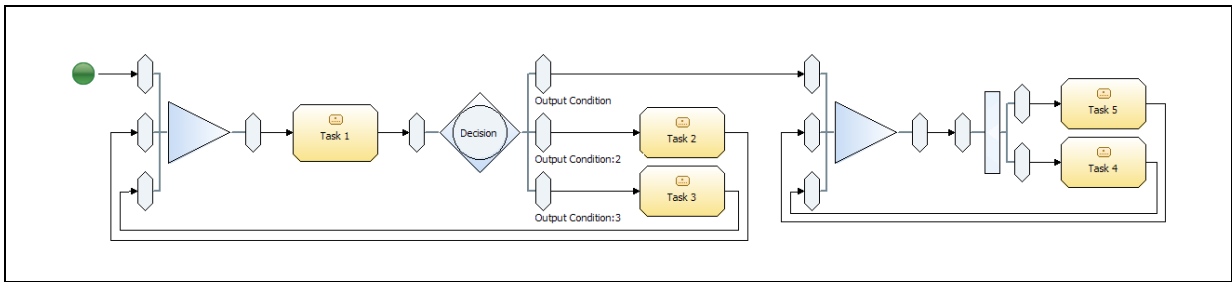 Task 1
Decision
Output Condition
Output Condition:2
Output Condition:3
Task 2
Task 3
Task 5
Task 4